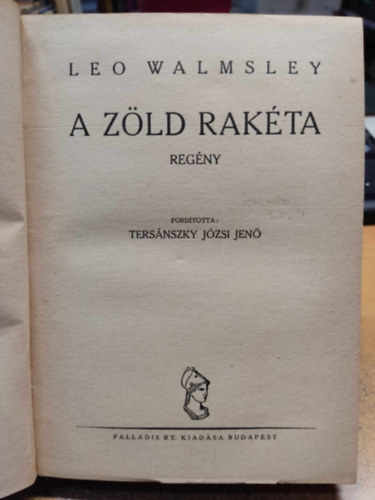 LEO WALMSLEY
A ZÖLD RAKÉTA
REGÉNY
FORDÍTOTTA:
TERSÁNSZKY JÓZSI JENŐ
PALLADIS RT. KIADÁSA BUDAPEST